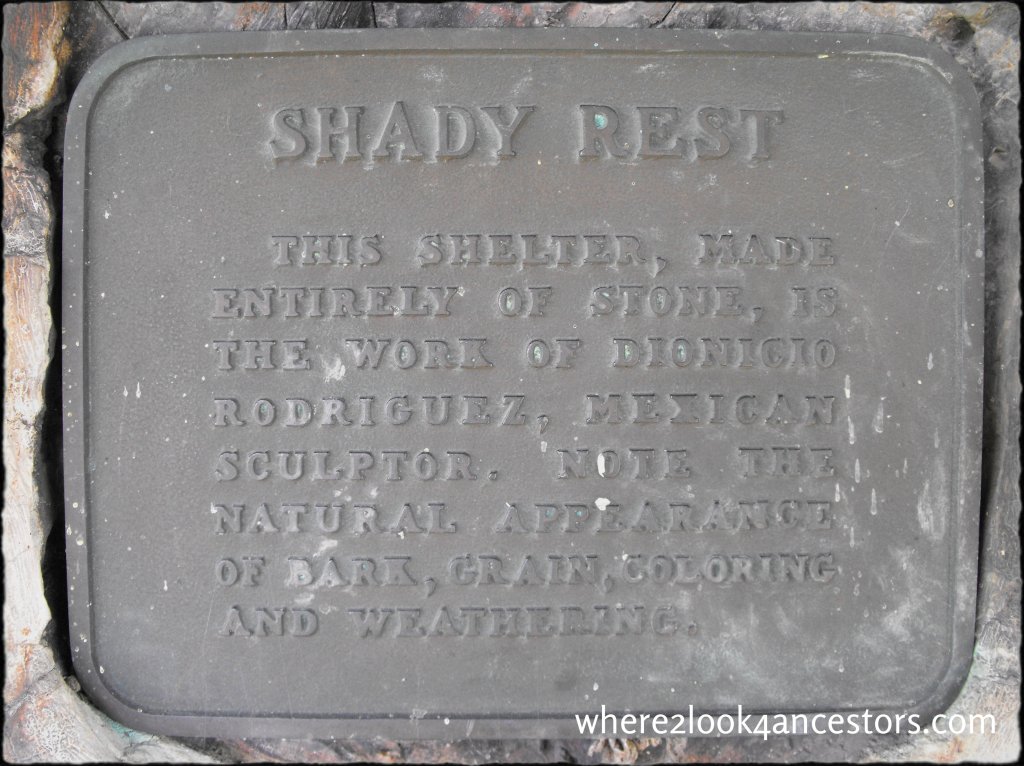 SHADY REST
THIS SHELTER, MADE
ENTIRELY OF STONE, IS
THE WORK OF DIONICIO
RODRIGUEZ, MEXICAN
SCULPTOR. NOTE THE
NATURAL APPEARANCE
OF BARK, GRAIN, COLORING
AND WEATHERING.
where2look4ancestors.com